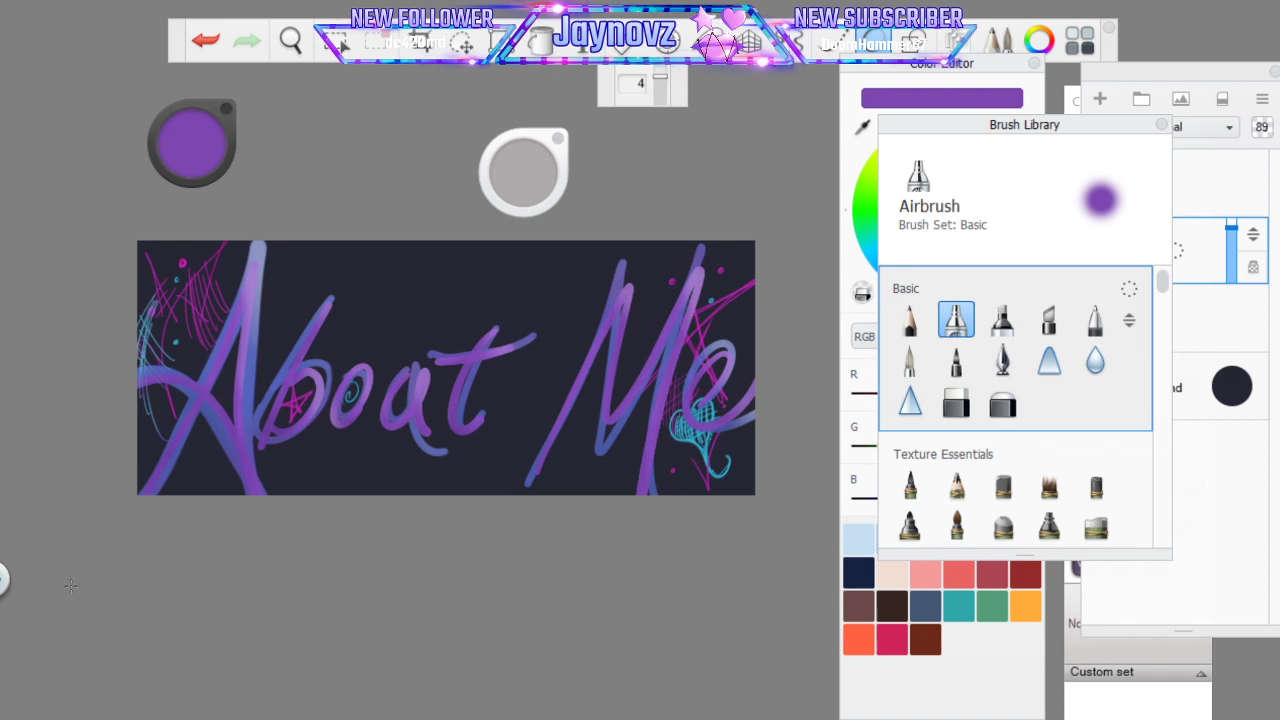 NEW FOLLOWER
Jaynovz
NEW SUBSCRIBER
4
Color Editor
89
Brush Library
Airbrush
Brush Set: Basic
Basic
RGB
R
G
B
About Me
Texture Essentials
Custom set